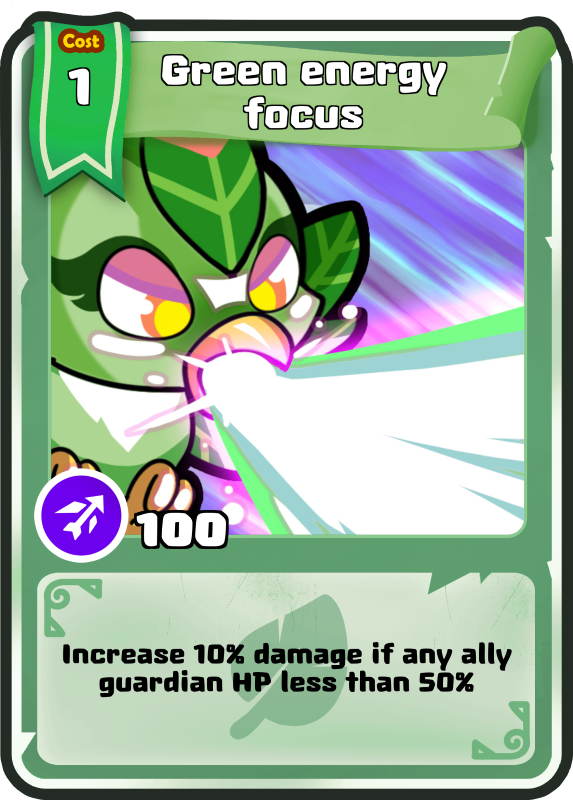 Cost
1
Green energy
focus
100
Increase 10% damage if any ally
guardian HP less than 50%